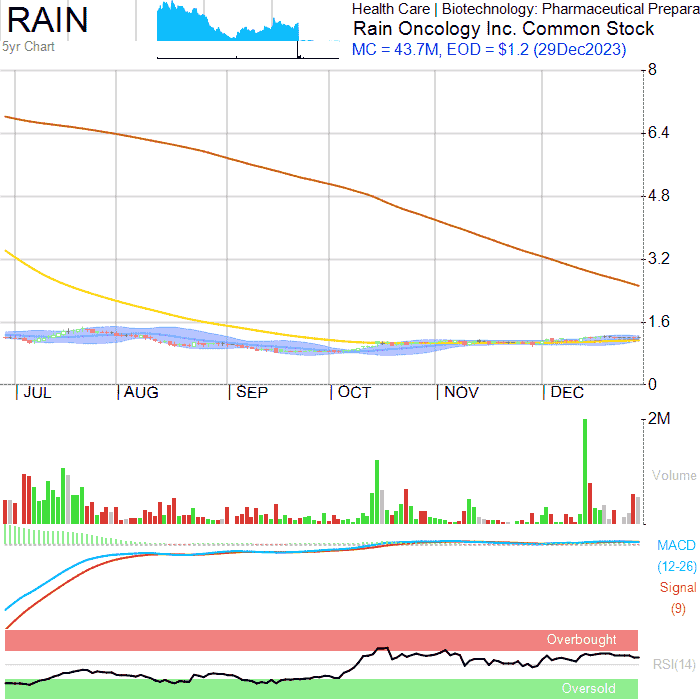 RAIN
5yr Chart
Health Care | Biotechnology: Pharmaceutical Prepara
Rain Oncology Inc. Common Stock
MC = 43.7M, EOD = $1.2 (29Dec2023)
8
6.4
4.8
3.2
1.6
0
JUL AUG SEP OCT NOV DEC
2M
Volume
MACD
(12-26)
Signal
(9)
Overbought
RSI(14)
Oversold